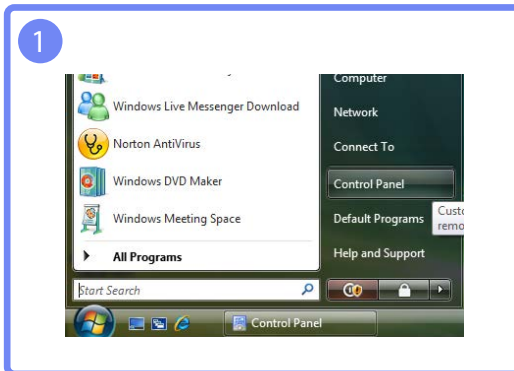 1
Computer
Windows Live Messenger Download
Network
Norton AntiVirus
Connect To
Windows DVD Maker
Control Panel
Windows Meeting Space
Default Programs
All Programs
Help and Support
Start Search
Control Panel